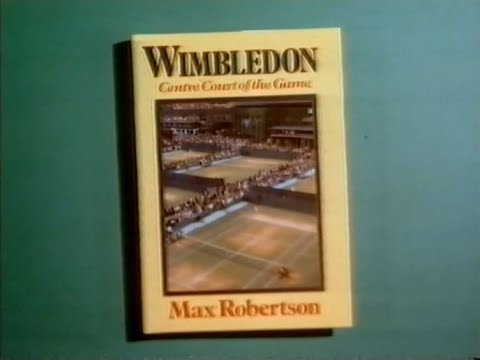 WIMBLEDON
Centre Court of the Game
Max Robertson